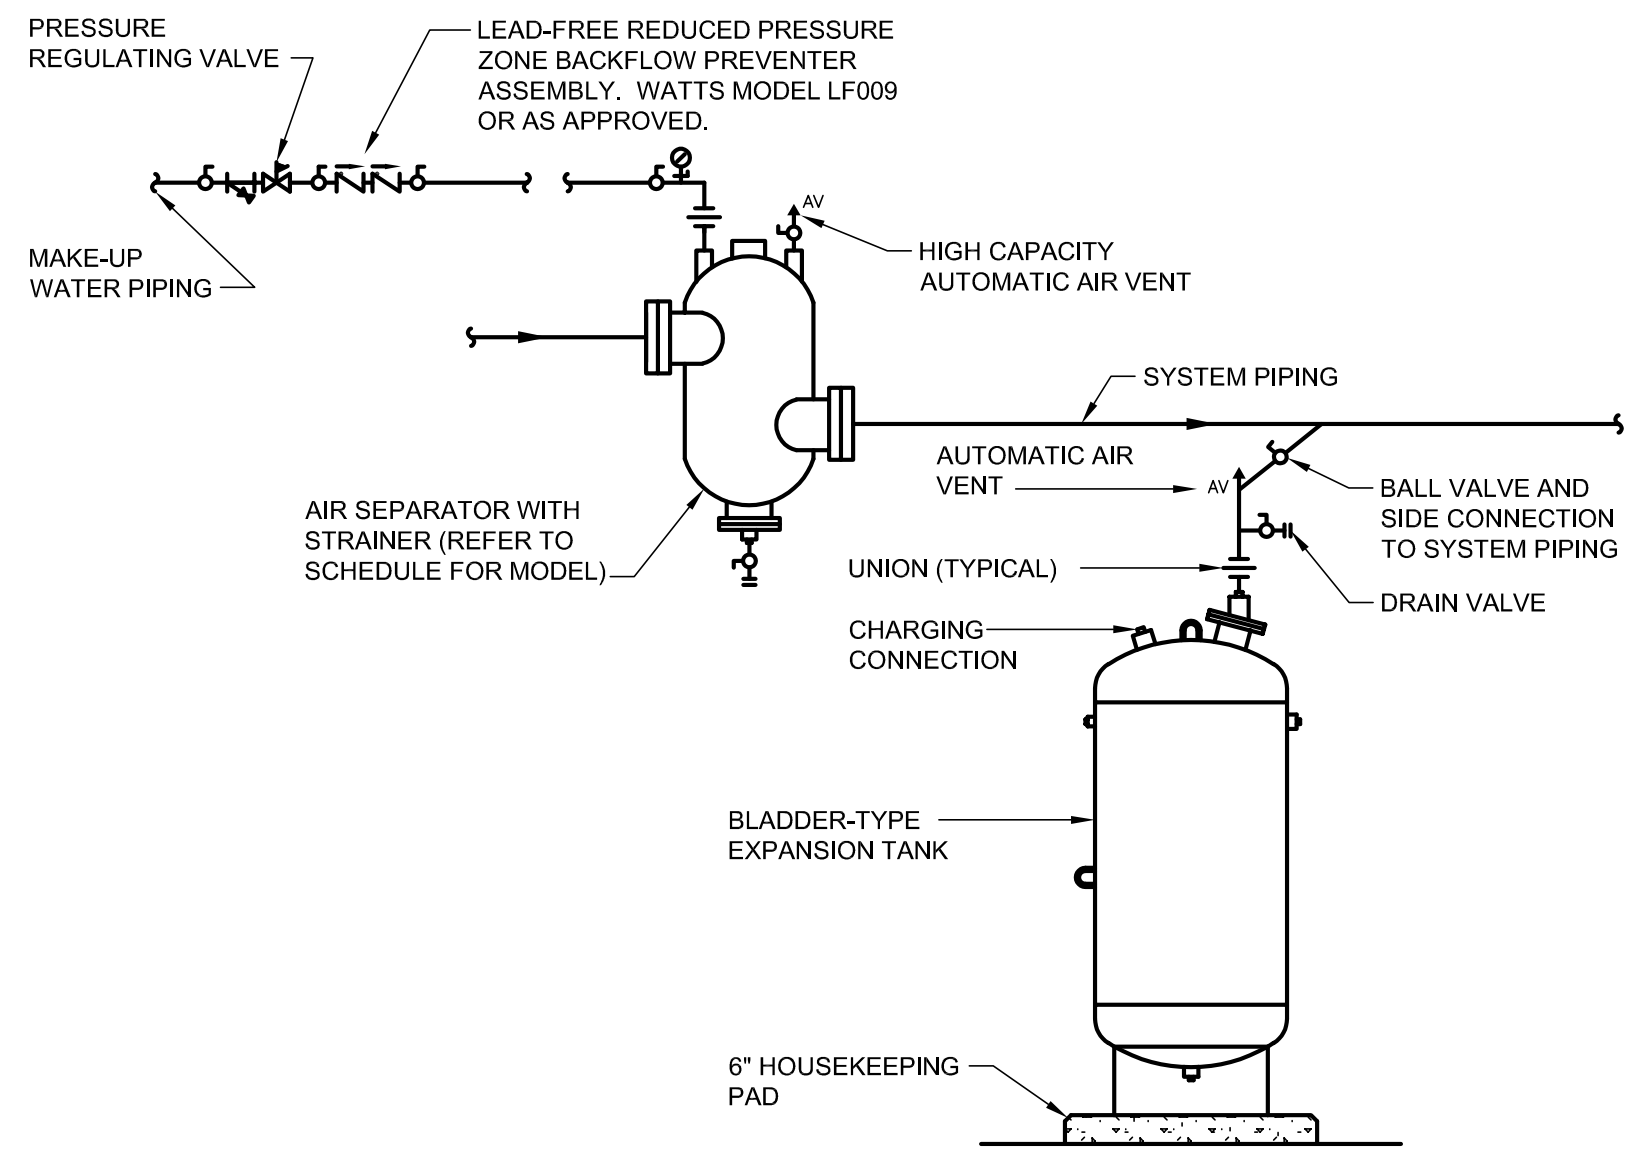 PRESSURE
REGULATING VALVE
LEAD-FREE REDUCED PRESSURE
ZONE BACKFLOW PREVENTER
ASSEMBLY.  WATTS MODEL LF009
OR AS APPROVED.
MAKE-UP
WATER PIPING
AV
HIGH CAPACITY
AUTOMATIC AIR VENT
SYSTEM PIPING
AUTOMATIC AIR
VENT
AV
BALL VALVE AND
SIDE CONNECTION
TO SYSTEM PIPING
AIR SEPARATOR WITH
STRAINER (REFER TO
SCHEDULE FOR MODEL)
UNION (TYPICAL)
DRAIN VALVE
CHARGING
CONNECTION
BLADDER-TYPE
EXPANSION TANK
6" HOUSEKEEPING
PAD